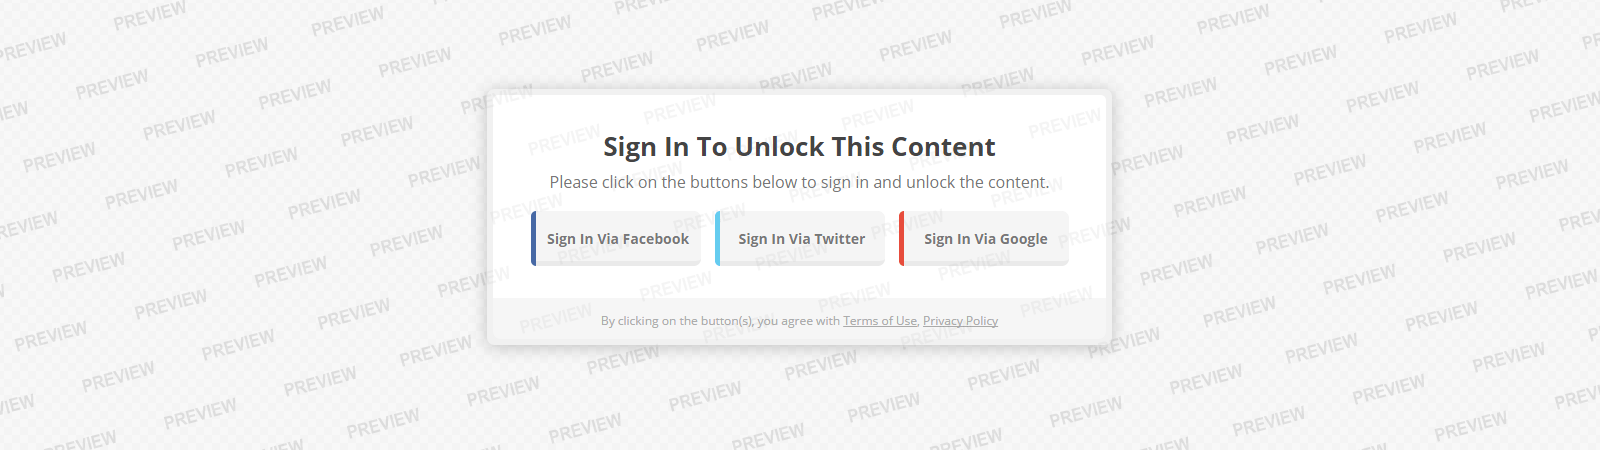 Sign In To Unlock This Content
Please click on the buttons below to sign in and unlock the content.
Sign In Via Facebook
Sign In Via Twitter
Sign In Via Google
By clicking on the button(s), you agree with Terms of Use, Privacy Policy
PREVIEW